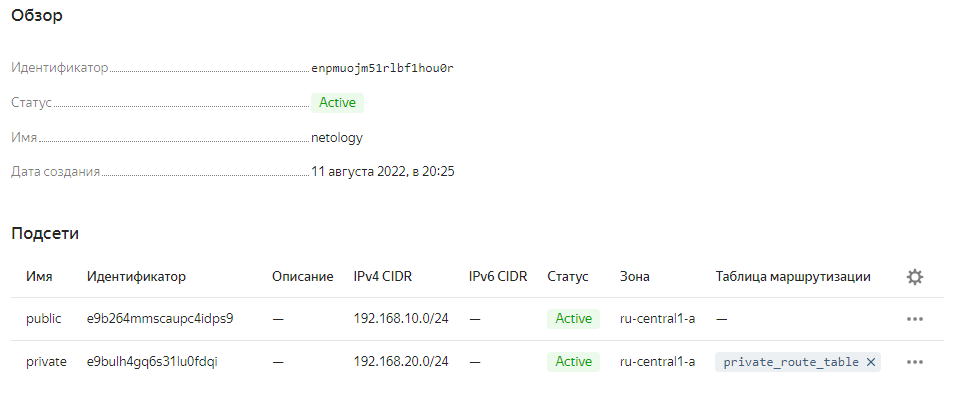 Обзор
Идентификатор enpmuojm51rlbf1hou0r
Статус Active
Имя netology
Дата создания 11 августа 2022, в 20:25
Подсети
Имя Идентификатор Описание IPv4 CIDR IPv6 CIDR Статус Зона Таблица маршрутизации
public e9b264mmscaupc4idps9 — 192.168.10.0/24 — Active ru-central1-a —
private e9bulh4gq6s31lu0fdqi — 192.168.20.0/24 — Active ru-central1-a private_route_table